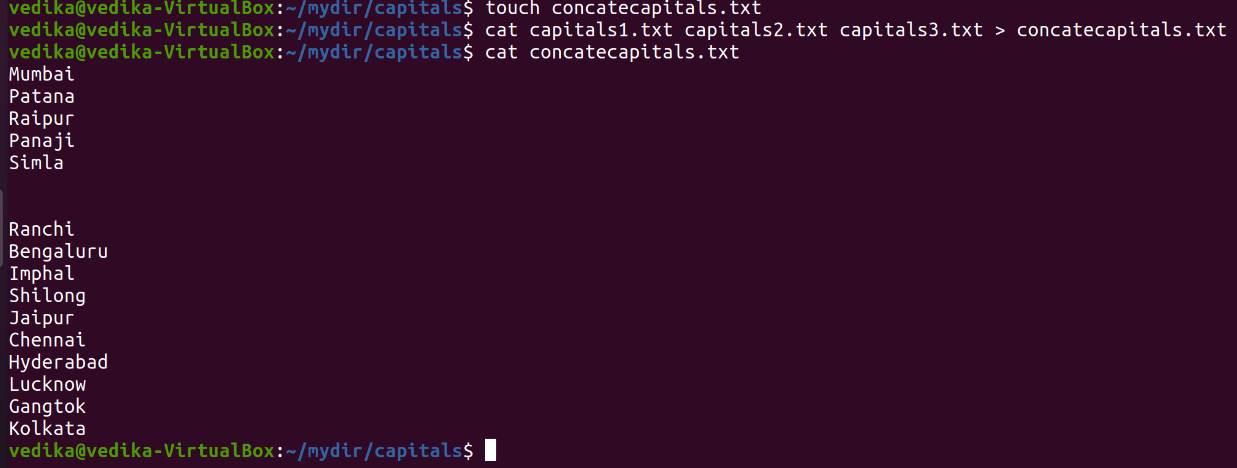 vedika@vedika-VirtualBox:~/mydir/capitals$ touch concatecapitals.txt
vedika@vedika-VirtualBox:~/mydir/capitals$ cat capitals1.txt capitals2.txt capitals3.txt > concatecapitals.txt
vedika@vedika-VirtualBox:~/mydir/capitals$ cat concatecapitals.txt
Mumbai
Patana
Raipur
Panaji
Simla
Ranchi
Bengaluru
Imphal
Shilong
Jaipur
Chennai
Hyderabad
Lucknow
Gangtok
Kolkata
vedika@vedika-VirtualBox:~/mydir/capitals$